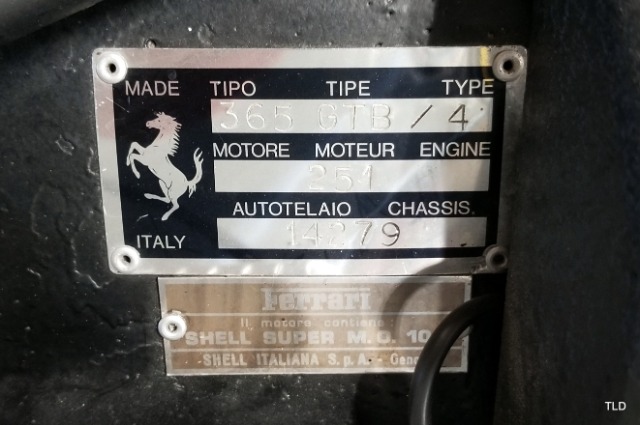 MADE TIPO TIPE TYPE
365 GTB / 4
MOTORE MOTEUR ENGINE
251
AUTOTELAIO CHASSIS.
14279
ITALY
Ferrari
Il motore contiene:
SHELL SUPER M.O. 10
-SHELL ITALIANA S.p.A.-
TLD